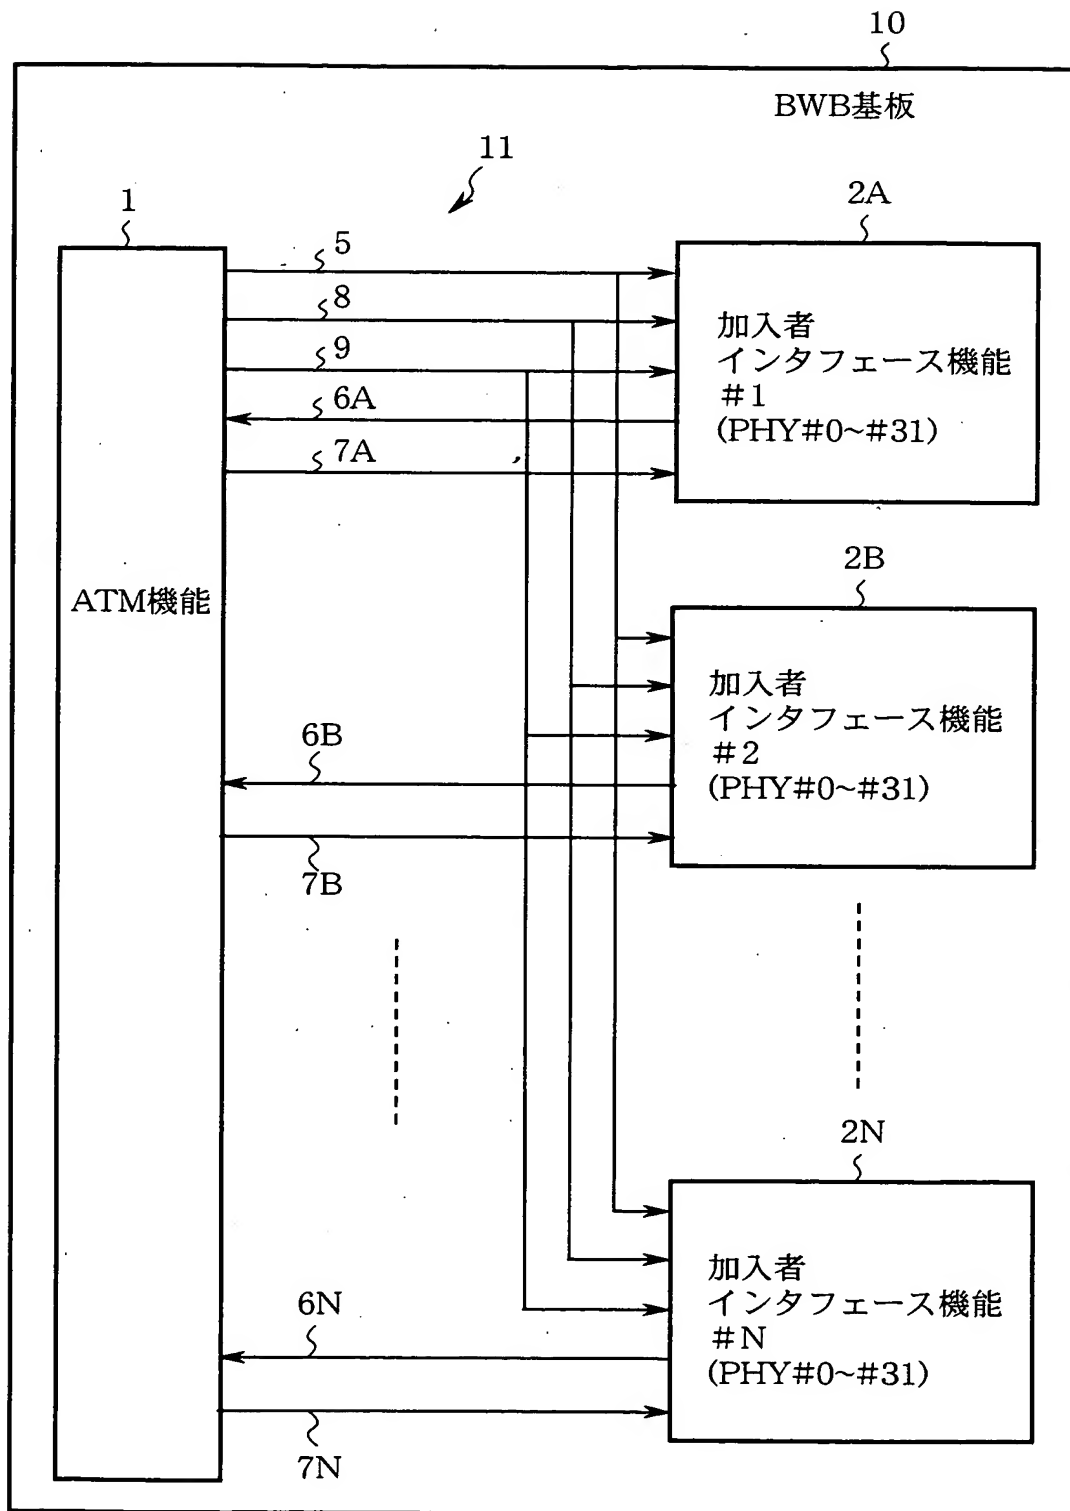 10
BWB基板
11
1
2A
5
8
9
6A
7A
加入者
インタフェース機能
#1
(PHY#0~#31)
ATM機能
2B
加入者
インタフェース機能
#2
(PHY#0~#31)
6B
7B
2N
加入者
インタフェース機能
#N
(PHY#0~#31)
6N
7N